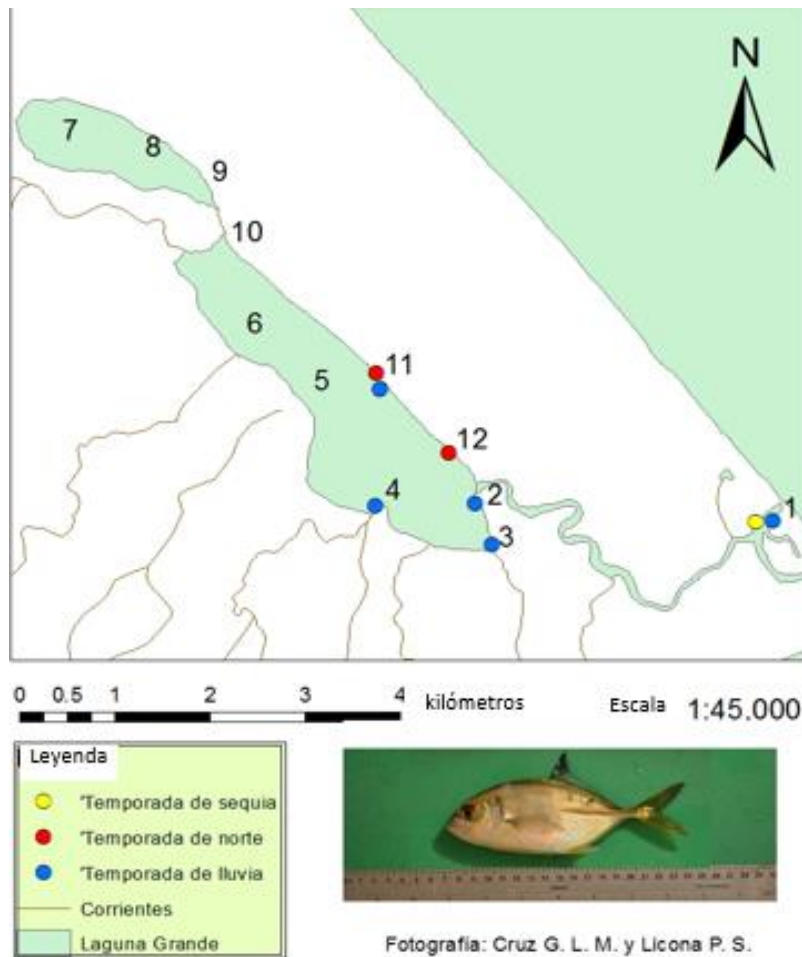 N
7
8
9
10
6
5
11
12
4
2
3
1
0 0.5 1 2 3 4 kilómetros Escala 1:45.000
Leyenda
'Temporada de sequia
'Temporada de norte
'Temporada de lluvia
Corrientes
Laguna Grande
Fotografía: Cruz G. L. M. y Licona P. S.